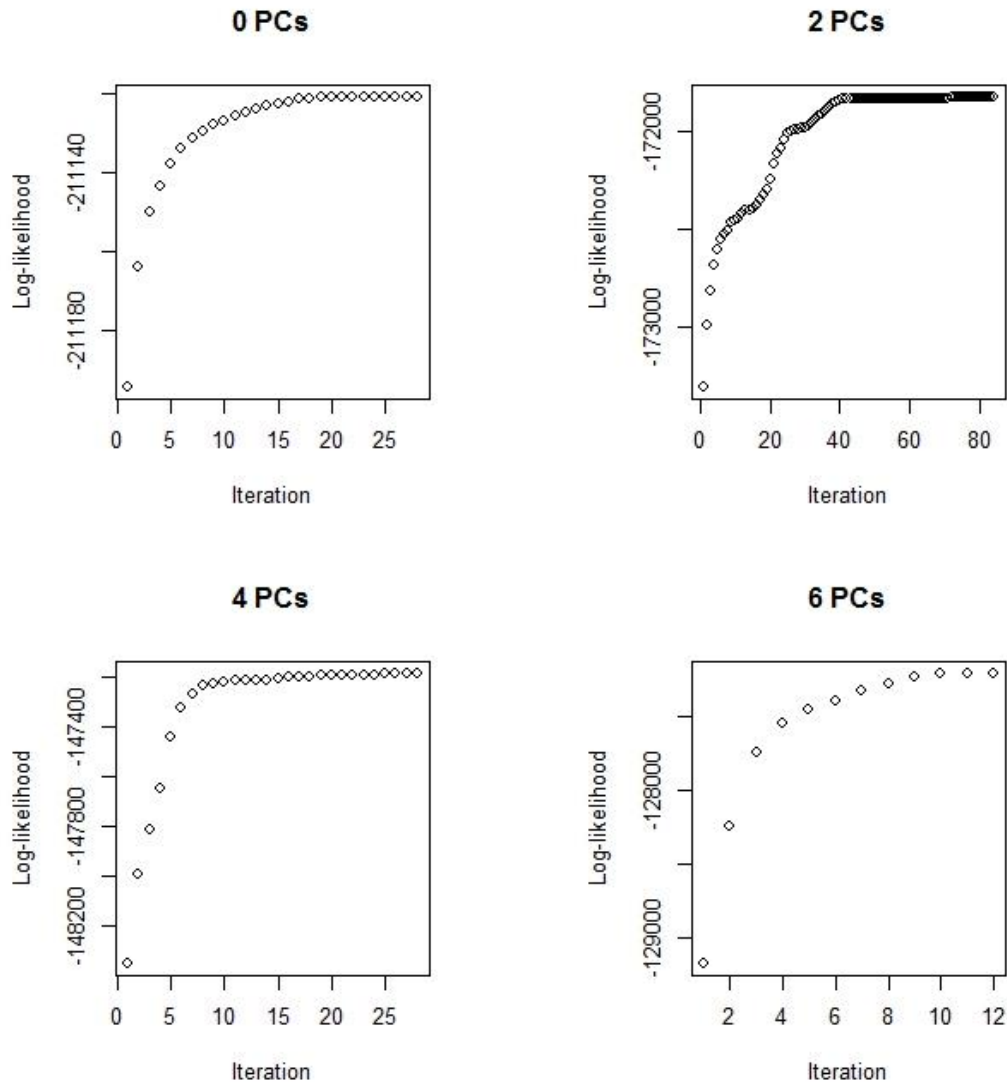 0 PCs
Log-likelihood
-211140
-211180
0 5 10 15 20 25
Iteration
2 PCs
Log-likelihood
-172000
-173000
0 20 40 60 80
Iteration
4 PCs
Log-likelihood
-147400
-147800
-148200
0 5 10 15 20 25
Iteration
6 PCs
Log-likelihood
-128000
-129000
2 4 6 8 10 12
Iteration